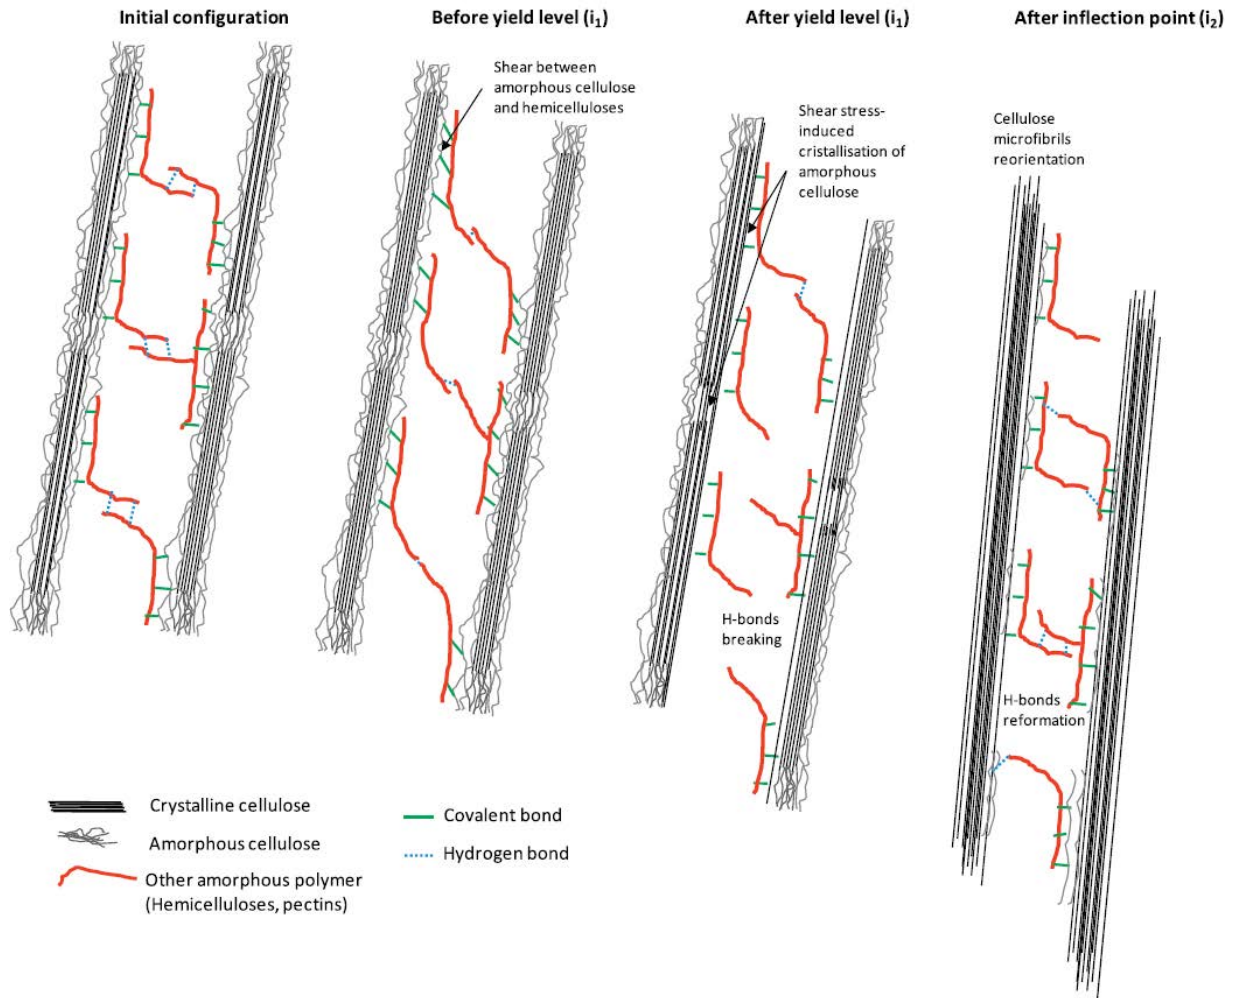 Initial configuration
Before yield level (i₁)
After yield level (i₁)
After inflection point (i₂)
Shear between
amorphous cellulose
and hemicelluloses
Shear stress-
induced
cristallisation of
amorphous
cellulose
Cellulose
microfibrils
reorientation
H-bonds
breaking
H-bonds
reformation
Crystalline cellulose
Amorphous cellulose
Other amorphous polymer
(Hemicelluloses, pectins)
Covalent bond
Hydrogen bond